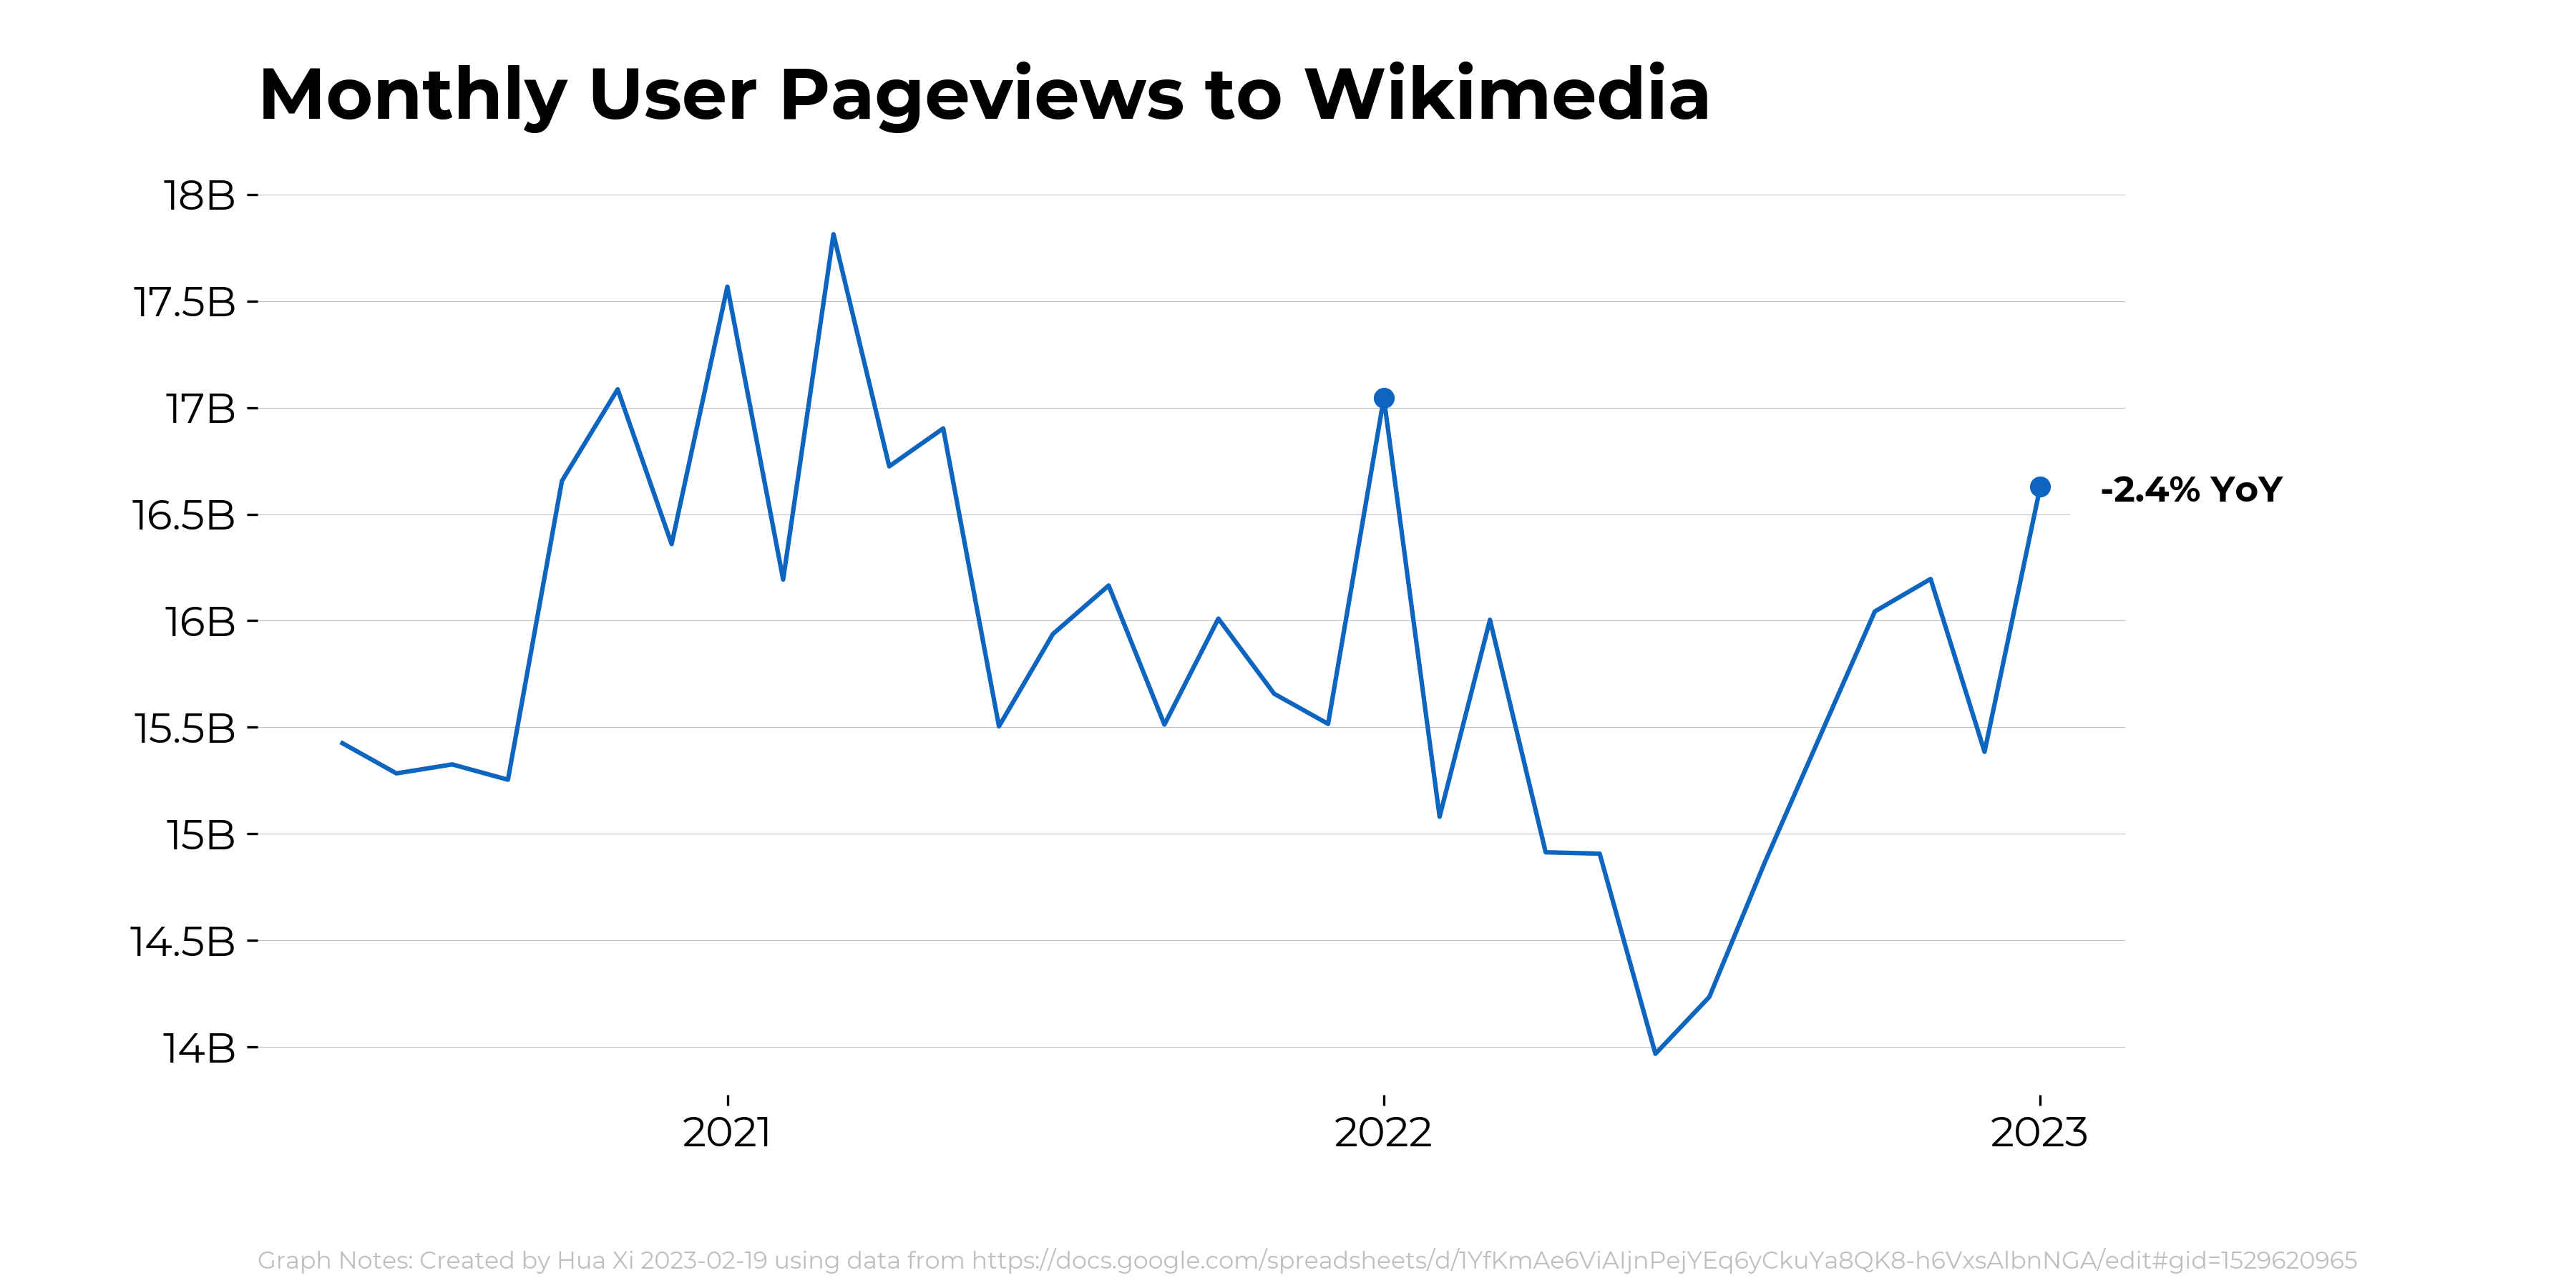 Monthly User Pageviews to Wikimedia
18B
17.5B
17B
-2.4% YoY
16.5B
16B
15.5B
15B
14.5B
14B
2021 2022 2023
Graph Notes: Created by Hua Xi 2023-02-19 using data from https://docs.google.com/spreadsheets/d/1YfKmAe6ViAIjnPejYEq6yCkuYa8QK8-h6VxsAlbnNGA/edit#gid=1529620965